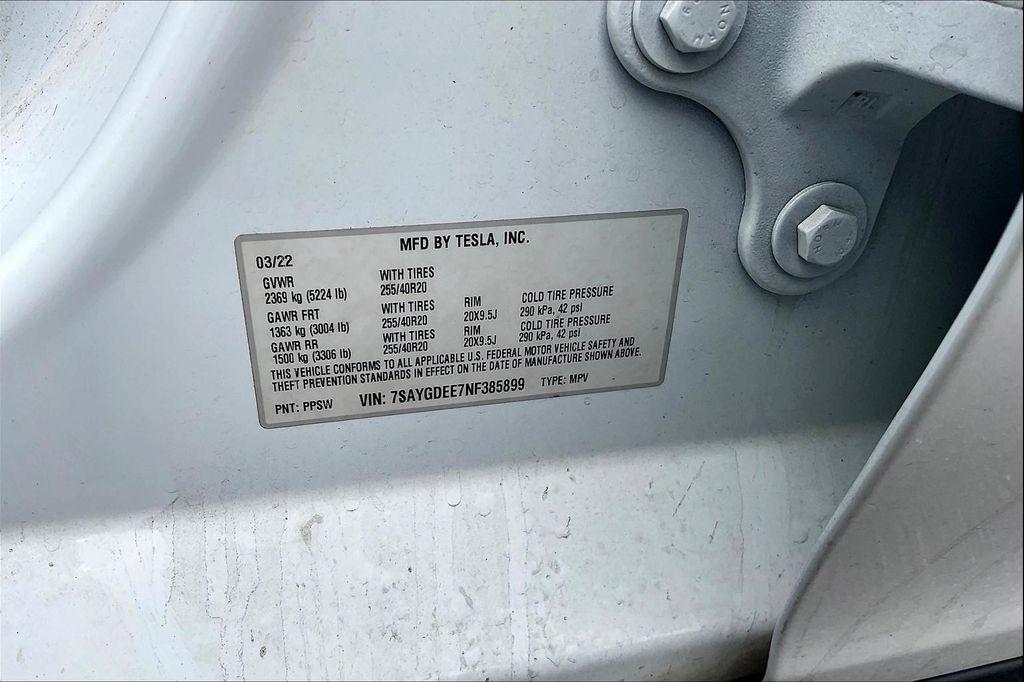 MFD BY TESLA, INC.
03/22
GVWR WITH TIRES
2369 kg (5224 lb) 255/40R20
GAWR FRT WITH TIRES RIM COLD TIRE PRESSURE
1363 kg (3004 lb) 255/40R20 20X9.5J 290 kPa, 42 psi
GAWR RR WITH TIRES RIM COLD TIRE PRESSURE
1500 kg (3306 lb) 255/40R20 20X9.5J 290 kPa, 42 psi
THIS VEHICLE CONFORMS TO ALL APPLICABLE U.S. FEDERAL MOTOR VEHICLE SAFETY AND
THEFT PREVENTION STANDARDS IN EFFECT ON THE DATE OF MANUFACTURE SHOWN ABOVE.
PNT: PPSW VIN: 7SAYGDEE7NF385899 TYPE: MPV